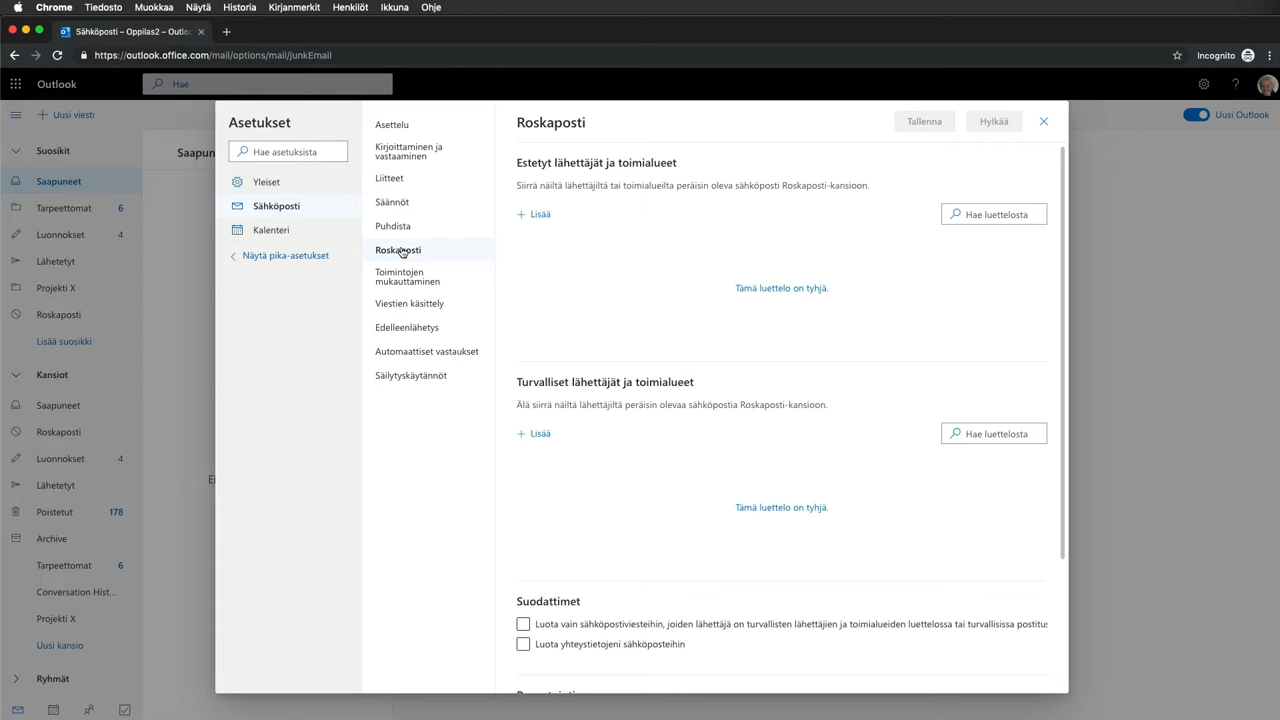 Chrome Tiedosto Muokkaa Näytä Historia Kirjanmerkit Henkilöt Ikkuna Ohje
Sähköposti – Oppilas2 – Outlo
https://outlook.office.com/mail/options/mail/junkEmail
Incognito
Outlook
Hae
Uusi viesti
Uusi Outlook
Suosikit
Saapuneet
Tarpeettomat 6
Luonnokset 4
Lähetetyt
Projekti X
Roskaposti
Lisää suosikki
Kansiot
Saapuneet
Roskaposti
Luonnokset 4
Lähetetyt
Poistetut 178
Archive
Tarpeettomat 6
Conversation Hist...
Projekti X
Uusi kansio
Ryhmät
Saapun
Ei
Asetukset
Hae asetuksista
Yleiset
Sähköposti
Kalenteri
Näytä pika-asetukset
Asettelu
Kirjoittaminen ja
vastaaminen
Liitteet
Säännöt
Puhdista
Roskaposti
Toimintojen
mukauttaminen
Viestien käsittely
Edelleenlähetys
Automaattiset vastaukset
Säilytyskäytännöt
Roskaposti
Tallenna
Hylkää
Estetyt lähettäjät ja toimialueet
Siirrä näiltä lähettäjiltä tai toimialueilta peräisin oleva sähköposti Roskaposti-kansioon.
Lisää
Hae luettelosta
Tämä luettelo on tyhjä.
Turvalliset lähettäjät ja toimialueet
Älä siirrä näiltä lähettäjiltä peräisin olevaa sähköpostia Roskaposti-kansioon.
Lisää
Hae luettelosta
Tämä luettelo on tyhjä.
Suodattimet
Luota vain sähköpostiviesteihin, joiden lähettäjä on turvallisten lähettäjien ja toimialueiden luettelossa tai turvallisissa postitus
Luota yhteystietojeni sähköposteihin